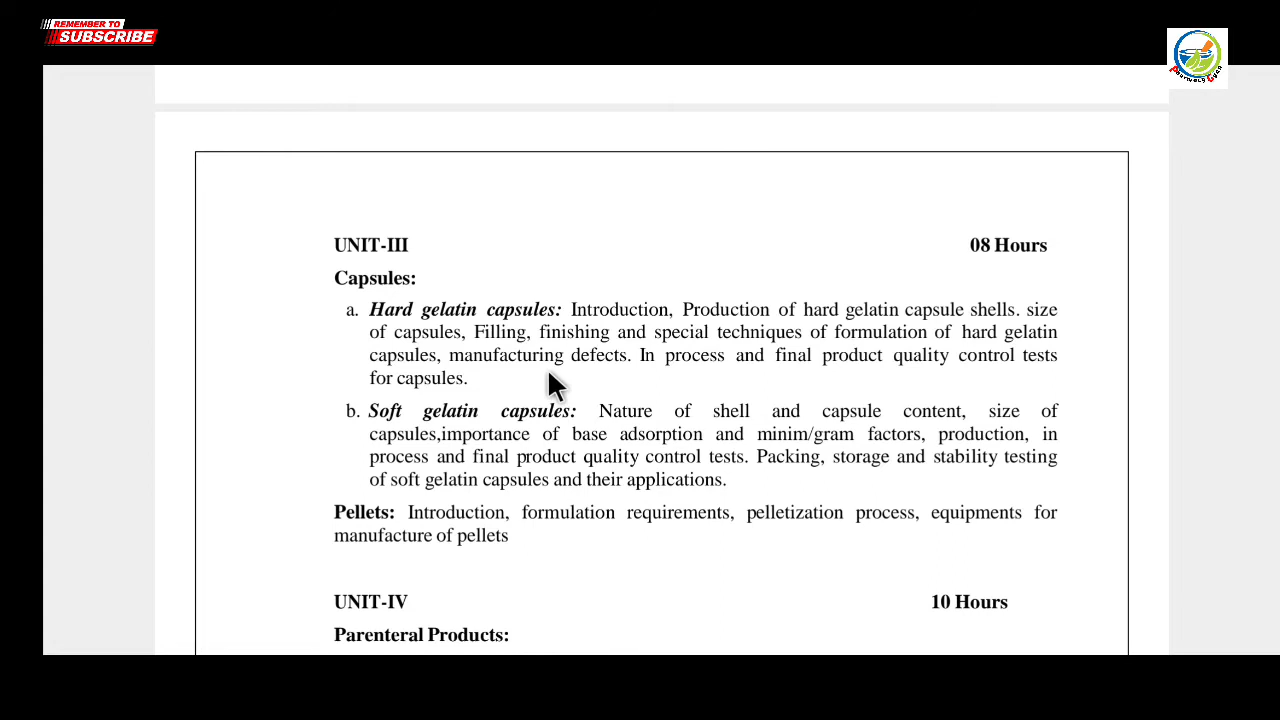 REMEMBER TO
SUBSCRIBE
UNIT-III 08 Hours
Capsules:
a. Hard gelatin capsules: Introduction, Production of hard gelatin capsule shells. size
of capsules, Filling, finishing and special techniques of formulation of hard gelatin
capsules, manufacturing defects. In process and final product quality control tests
for capsules.
b. Soft gelatin capsules: Nature of shell and capsule content, size of
capsules,importance of base adsorption and minim/gram factors, production, in
process and final product quality control tests. Packing, storage and stability testing
of soft gelatin capsules and their applications.
Pellets: Introduction, formulation requirements, pelletization process, equipments for
manufacture of pellets
UNIT-IV 10 Hours
Parenteral Products: